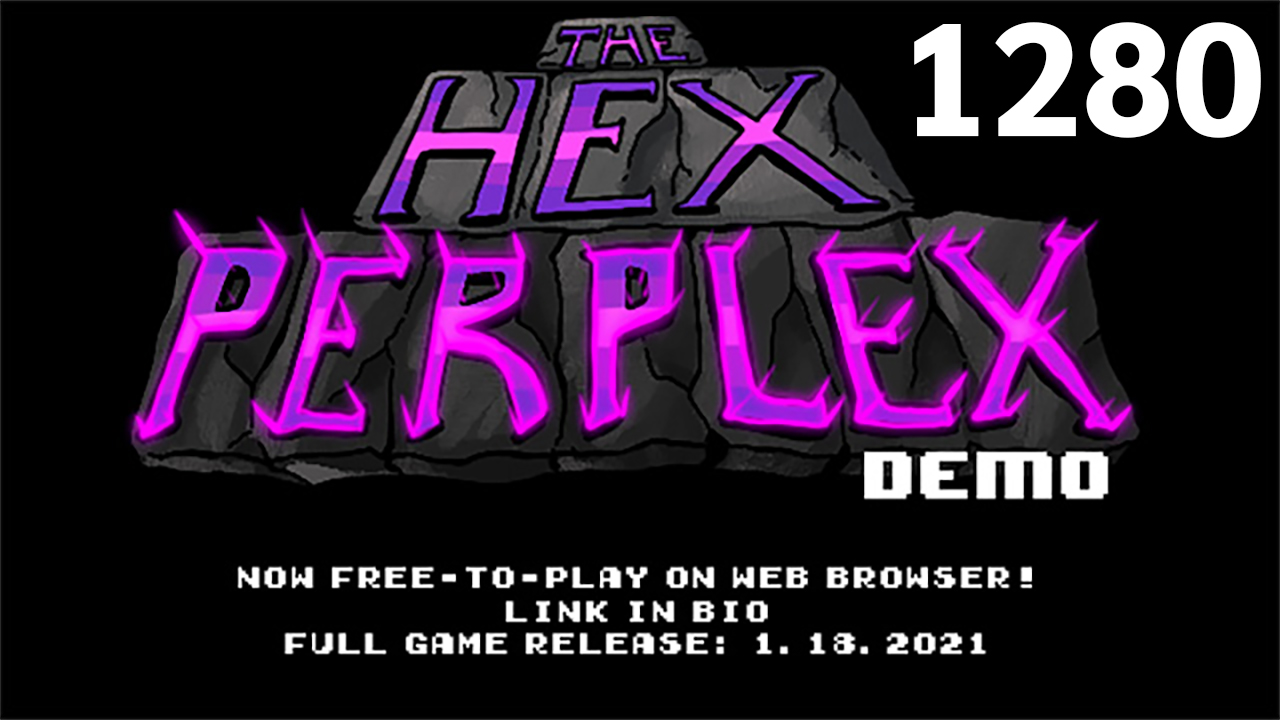 1280
THE
HEX
PERPLEX
DEMO
NOW FREE-TO-PLAY ON WEB BROWSER!
LINK IN BIO
FULL GAME RELEASE: 1.18.2021